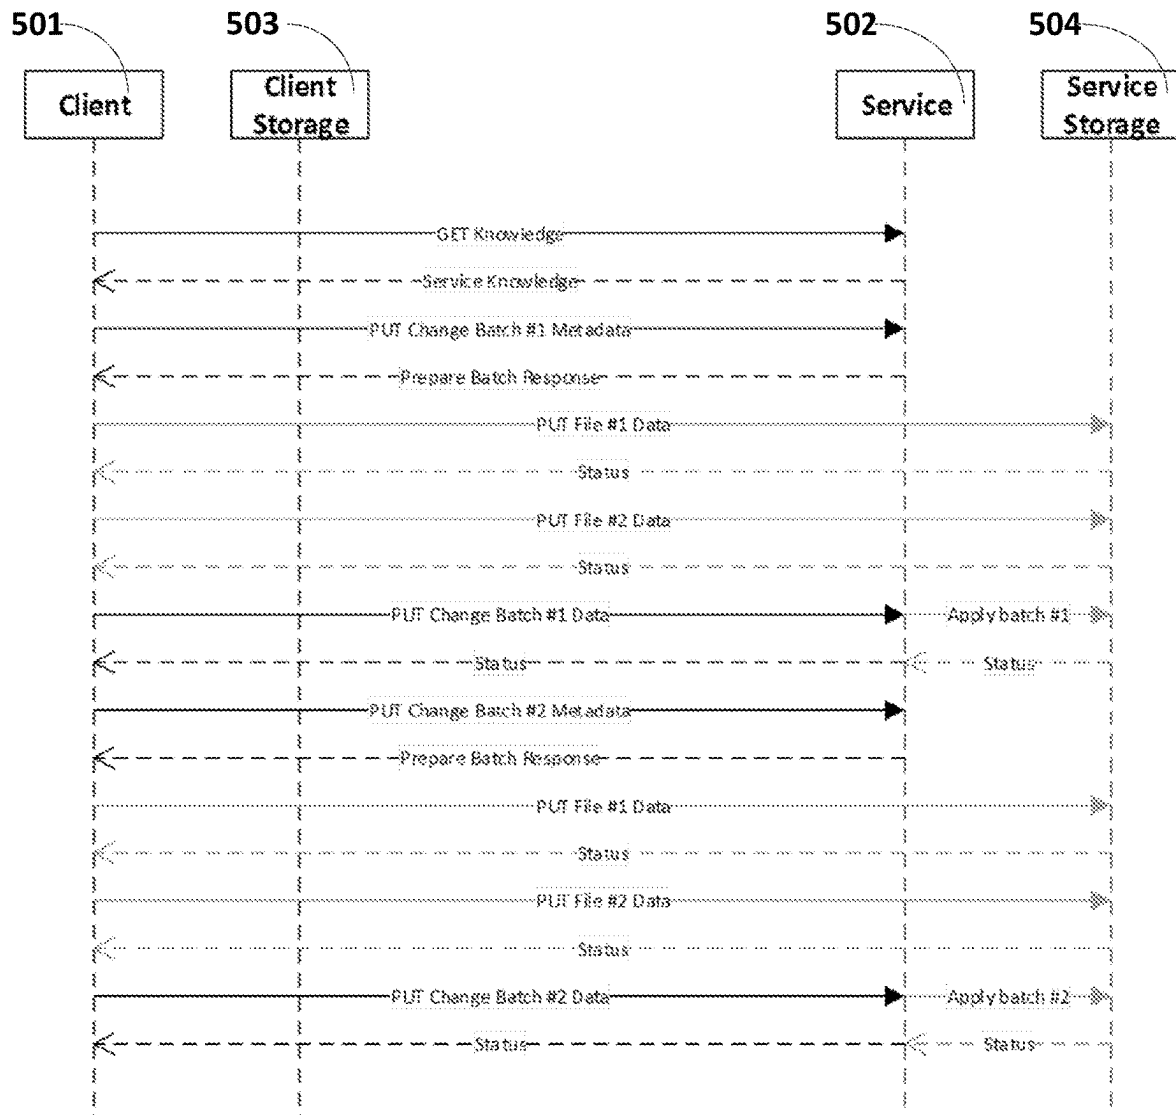 501 503 502 504
Client Client Storage Service Service Storage
GET Knowledge
Service Knowledge
PUT Change Batch #1 Metadata
Prepare Batch Response
PUT File #1 Data
Status
PUT File #2 Data
Status
PUT Change Batch #1 Data Apply batch #1
Status Status
PUT Change Batch #2 Metadata
Prepare Batch Response
PUT File #1 Data
Status
PUT File #2 Data
Status
PUT Change Batch #2 Data Apply batch #2
Status Status